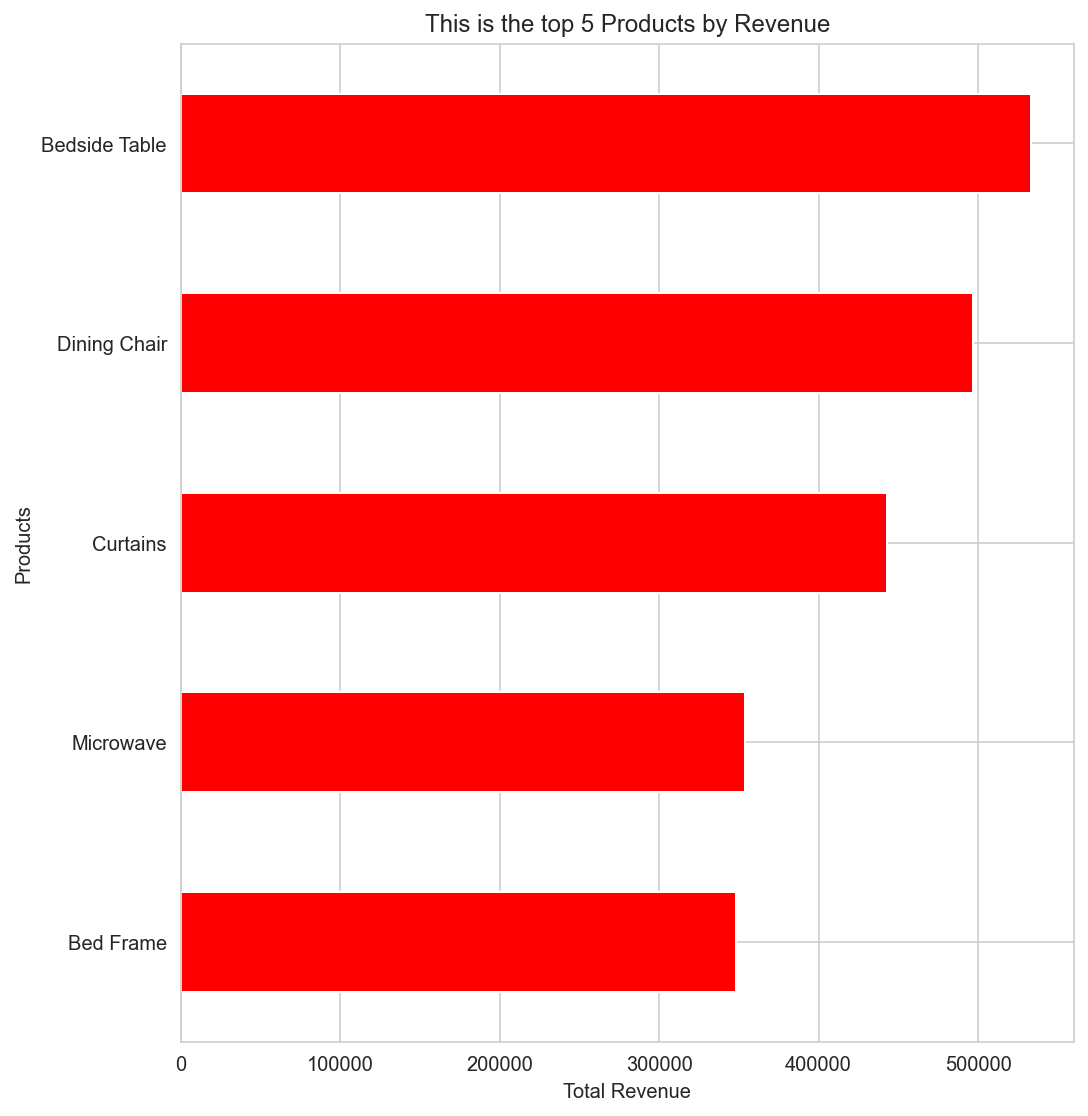 This is the top 5 Products by Revenue
Products
Bedside Table
Dining Chair
Curtains
Microwave
Bed Frame
0 100000 200000 300000 400000 500000
Total Revenue